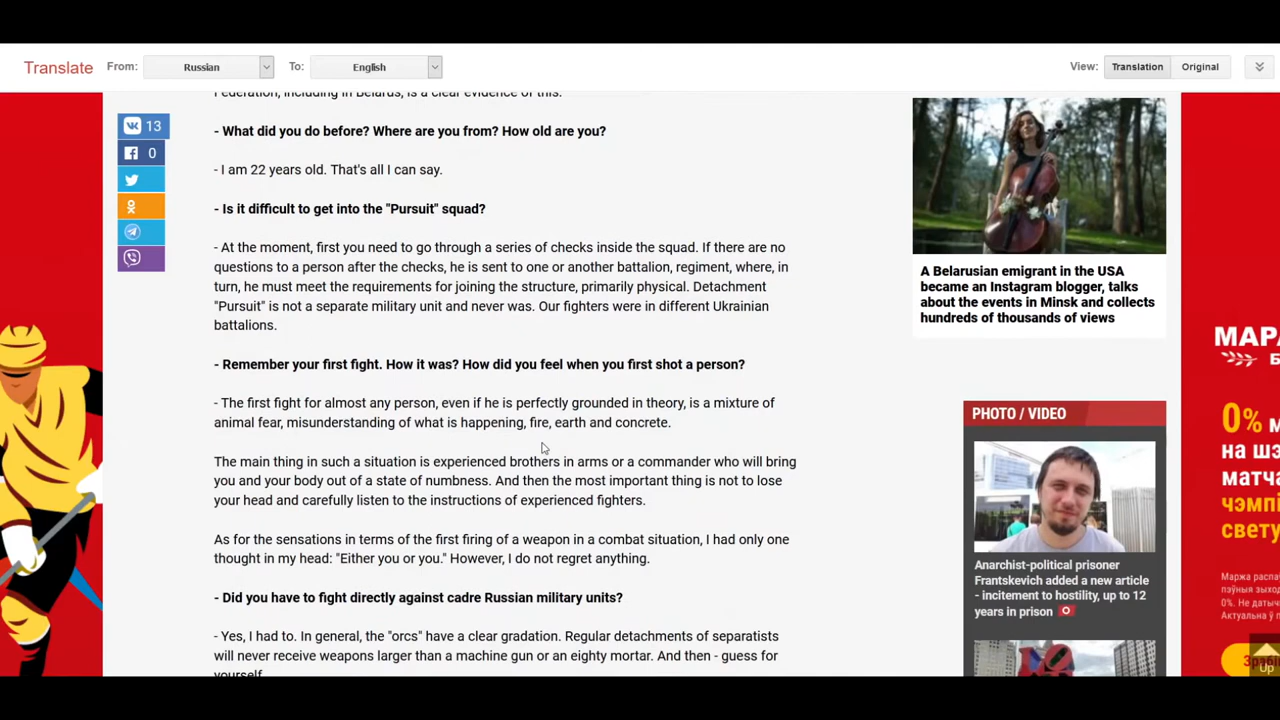 Translate
From:
Russian
To:
English
View:
Translation
Original
Federation, including in Belarus, is a clear evidence of this.
- What did you do before? Where are you from? How old are you?
- I am 22 years old. That's all I can say.
- Is it difficult to get into the "Pursuit" squad?
- At the moment, first you need to go through a series of checks inside the squad. If there are no
questions to a person after the checks, he is sent to one or another battalion, regiment, where, in
turn, he must meet the requirements for joining the structure, primarily physical. Detachment
"Pursuit" is not a separate military unit and never was. Our fighters were in different Ukrainian
battalions.
- Remember your first fight. How it was? How did you feel when you first shot a person?
- The first fight for almost any person, even if he is perfectly grounded in theory, is a mixture of
animal fear, misunderstanding of what is happening, fire, earth and concrete.
The main thing in such a situation is experienced brothers in arms or a commander who will bring
you and your body out of a state of numbness. And then the most important thing is not to lose
your head and carefully listen to the instructions of experienced fighters.
As for the sensations in terms of the first firing of a weapon in a combat situation, I had only one
thought in my head: "Either you or you." However, I do not regret anything.
- Did you have to fight directly against cadre Russian military units?
- Yes, I had to. In general, the "orcs" have a clear gradation. Regular detachments of separatists
will never receive weapons larger than a machine gun or an eighty mortar. And then - guess for
yourself.
13
0
A Belarusian emigrant in the USA
became an Instagram blogger, talks
about the events in Minsk and collects
hundreds of thousands of views
PHOTO / VIDEO
Anarchist-political prisoner
Frantskevich added a new article
- incitement to hostility, up to 12
years in prison
МАР
0% м
на шэ
матча
чэмпі
свету
0%. Не датыч
Up